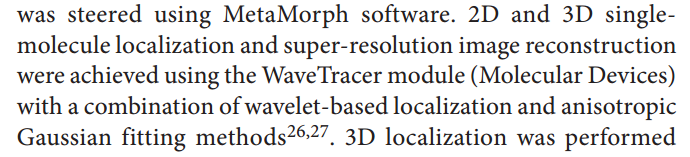 was steered using MetaMorph software. 2D and 3D single-
molecule localization and super-resolution image reconstruction
were achieved using the WaveTracer module (Molecular Devices)
with a combination of wavelet-based localization and anisotropic
Gaussian fitting methods26,27. 3D localization was performed